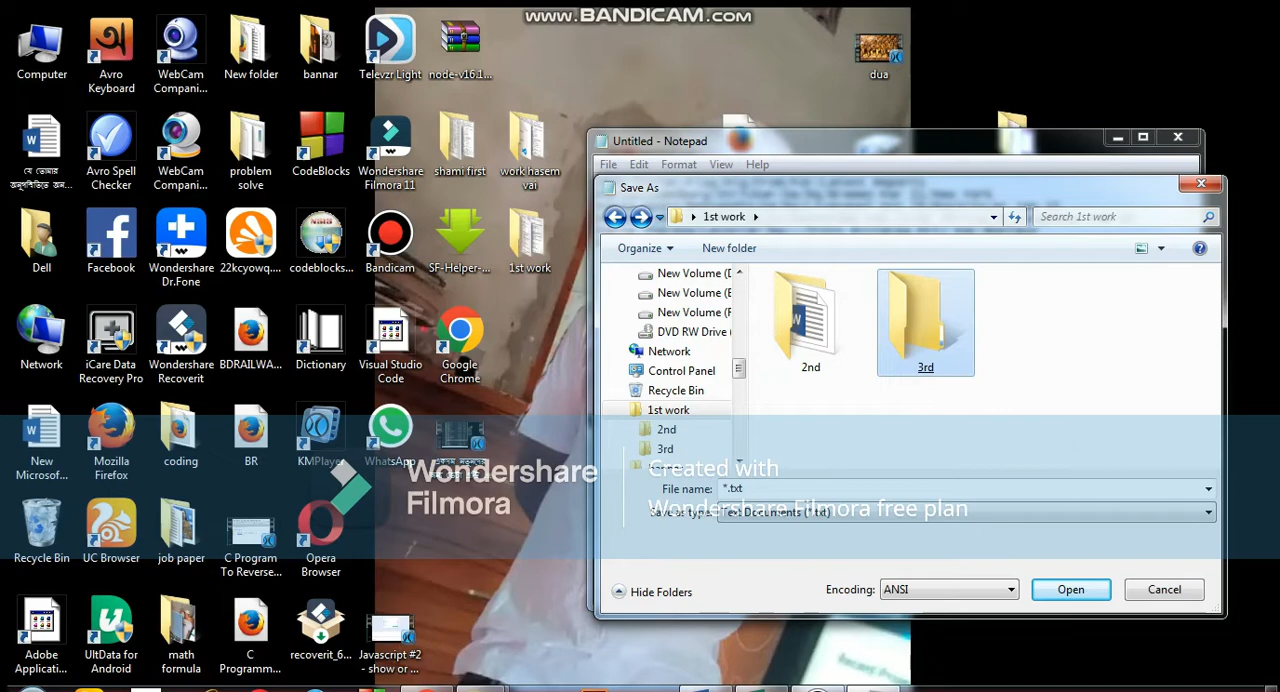 WWW.BANDICAM.COM
Computer
Avro
Keyboard
WebCam
Compani...
New folder
bannar
Televzr Light
node-v16.1...
dua
যে তোমার
Avro Spell
Checker
WebCam
Compani...
problem
solve
CodeBlocks
Wondershare
Filmora 11
shami first
work hasem
vai
Dell
Facebook
Wondershare
Dr.Fone
22kcyowq....
codeblocks...
Bandicam
SF-Helper-...
1st work
Network
iCare Data
Recovery Pro
Wondershare
Recoverit
BDRAILWA...
Dictionary
Visual Studio
Code
Google
Chrome
New
Microsof...
Mozilla
Firefox
coding
BR
KMPlayer
WhatsApp
Recycle Bin
UC Browser
job paper
C Program
To Reverse...
Opera
Browser
Adobe
Applicati...
UltData for
Android
math
formula
C
Programm...
recoverit_6...
Javascript #2
- show or ...
Untitled - Notepad
File Edit Format View Help
Save As
1st work
Search 1st work
Organize
New folder
New Volume (D
New Volume (E
New Volume (F
DVD RW Drive (
Network
Control Panel
Recycle Bin
1st work
2nd
3rd
2nd
3rd
File name: *.txt
Save as type: Text Documents (*.txt)
Hide Folders
Encoding: ANSI
Open
Cancel
Wondershare
Filmora
Created with
Wondershare Filmora free plan